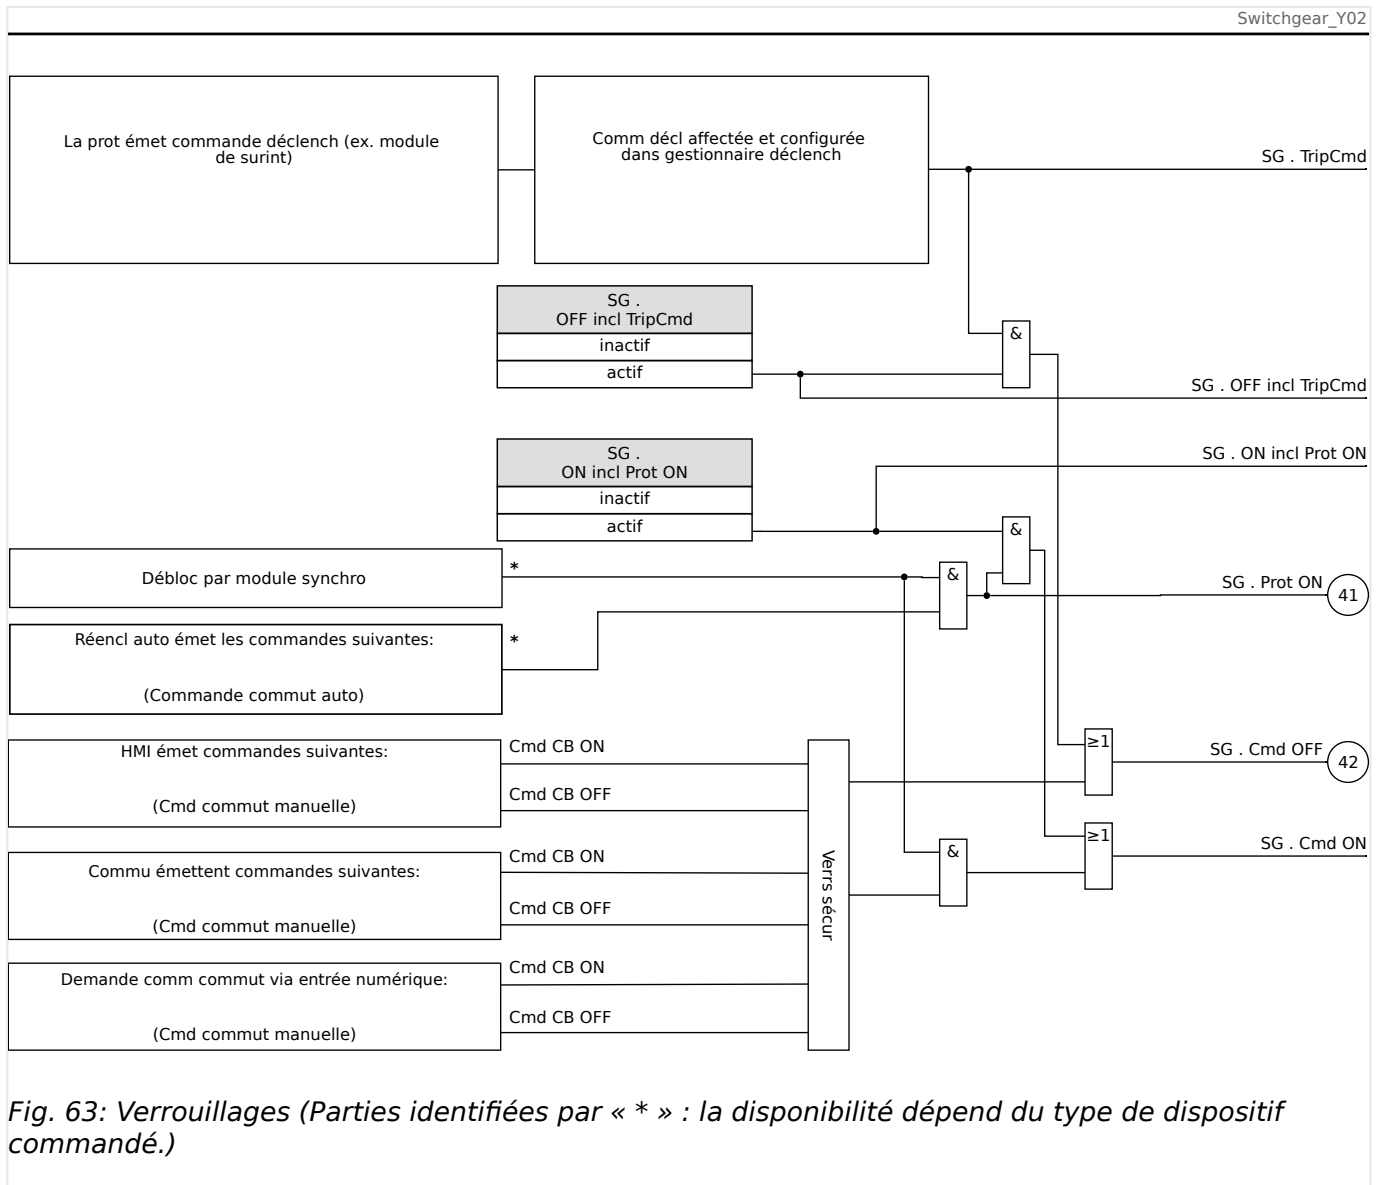 Switchgear_Y02
La prot émet commande déclench (ex. module
de surint)
Comm décl affectée et configurée
dans gestionnaire déclench
SG . TripCmd
SG .
OFF incl TripCmd
inactif
actif
&
SG . OFF incl TripCmd
SG .
ON incl Prot ON
inactif
actif
SG . ON incl Prot ON
&
Débloc par module synchro
*
&
SG . Prot ON
41
Réencl auto émet les commandes suivantes:
(Commande commut auto)
*
HMI émet commandes suivantes:
(Cmd commut manuelle)
Cmd CB ON
Cmd CB OFF
≥1
SG . Cmd OFF
42
Commu émettent commandes suivantes:
(Cmd commut manuelle)
Cmd CB ON
Cmd CB OFF
Verrs sécur
&
≥1
SG . Cmd ON
Demande comm commut via entrée numérique:
(Cmd commut manuelle)
Cmd CB ON
Cmd CB OFF
Fig. 63: Verrouillages (Parties identifiées par « * » : la disponibilité dépend du type de dispositif
commandé.)